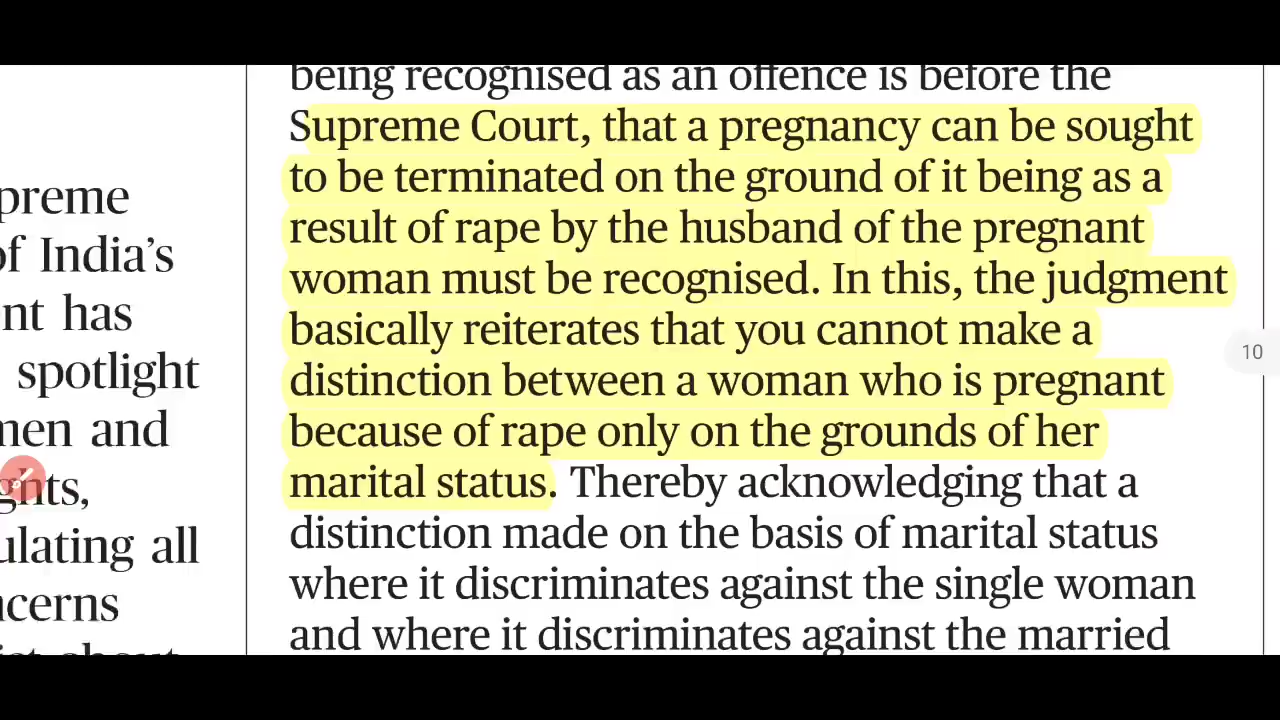 preme
of India's
nt has
spotlight
men and
ghts,
ulating all
ncerns
being recognised as an offence is before the
Supreme Court, that a pregnancy can be sought
to be terminated on the ground of it being as a
result of rape by the husband of the pregnant
woman must be recognised. In this, the judgment
basically reiterates that you cannot make a
distinction between a woman who is pregnant
because of rape only on the grounds of her
marital status. Thereby acknowledging that a
distinction made on the basis of marital status
where it discriminates against the single woman
and where it discriminates against the married
10